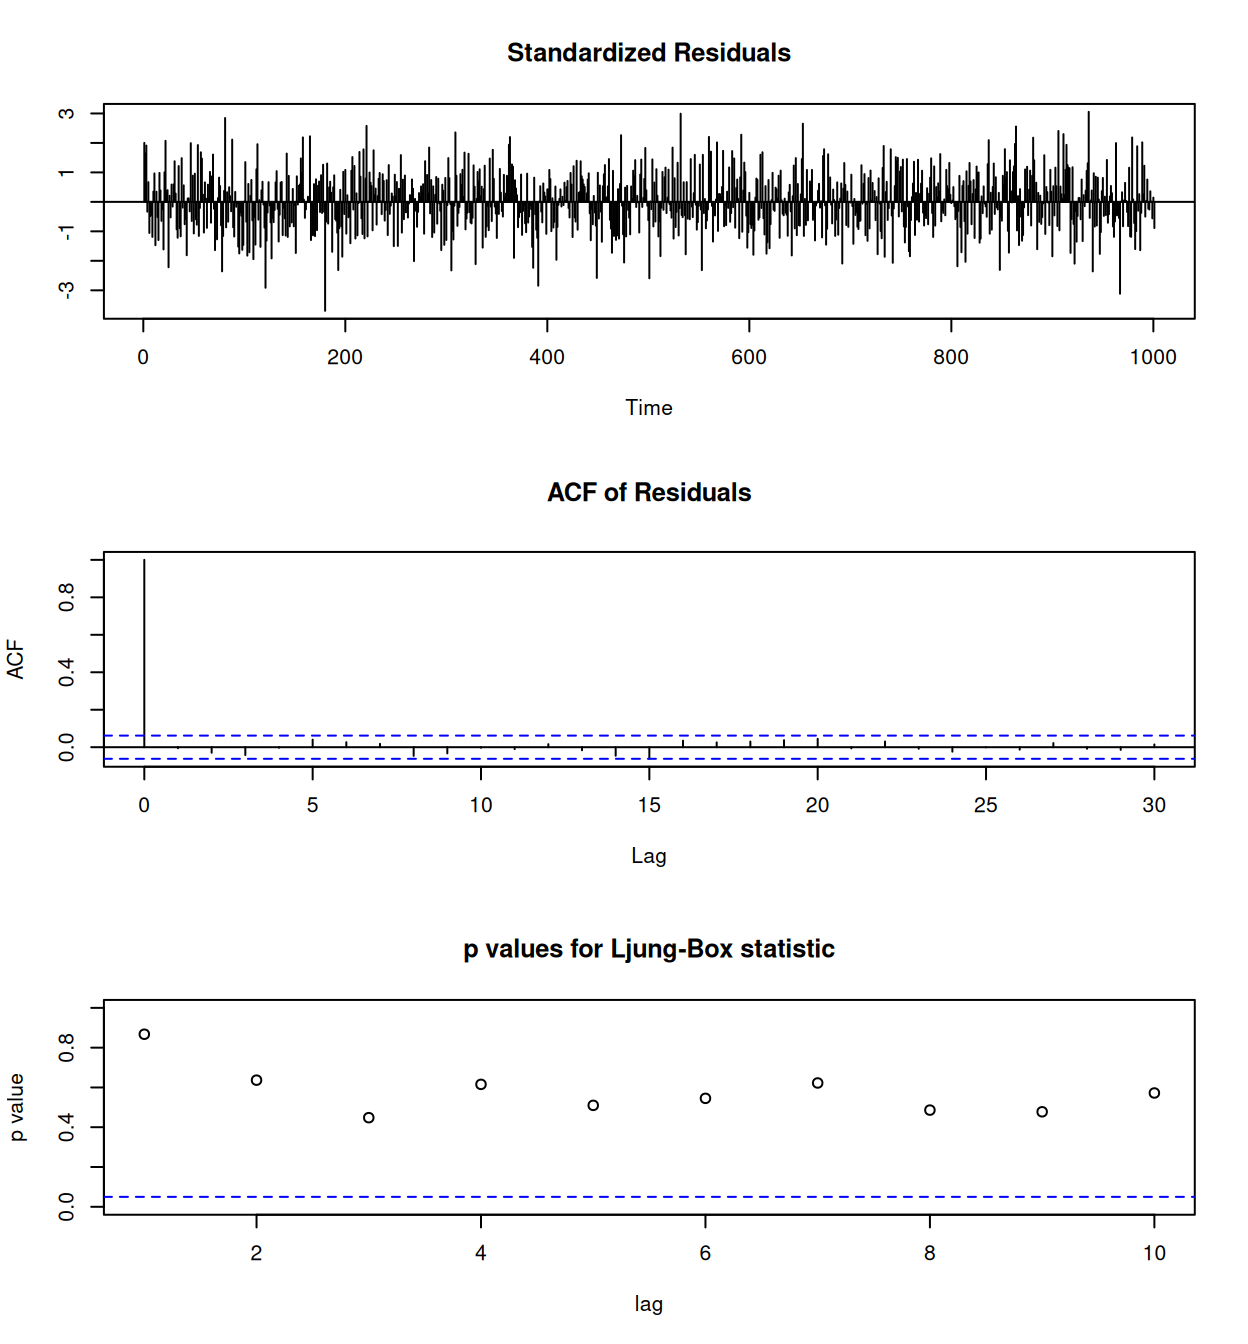 Standardized Residuals
3
1
-1
-3
0 200 400 600 800 1000
Time
ACF of Residuals
ACF
0.8
0.4
0.0
0 5 10 15 20 25 30
Lag
p values for Ljung-Box statistic
p value
0.8
0.4
0.0
2 4 6 8 10
lag